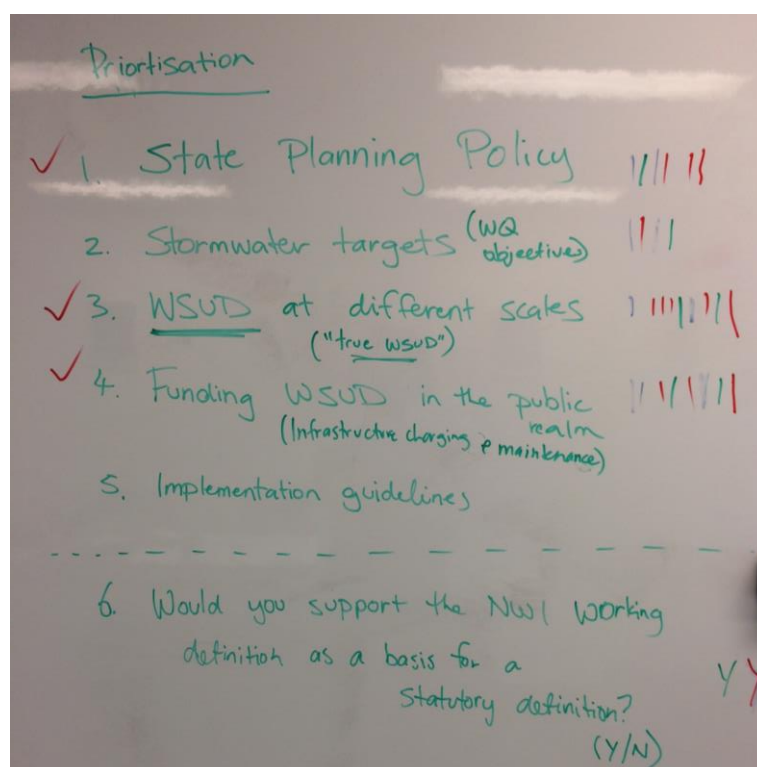 Priortisation
1. State Planning Policy
2. Stormwater targets (WQ
objectives)
3. WSUD at different scales
("true WSUD")
4. Funding WSUD in the public
realm
(Infrastructure charging & maintenance)
5. Implementation guidelines
6. Would you support the NWI Working
definition as a basis for a
Statutory definition?
(Y/N)
Y Y